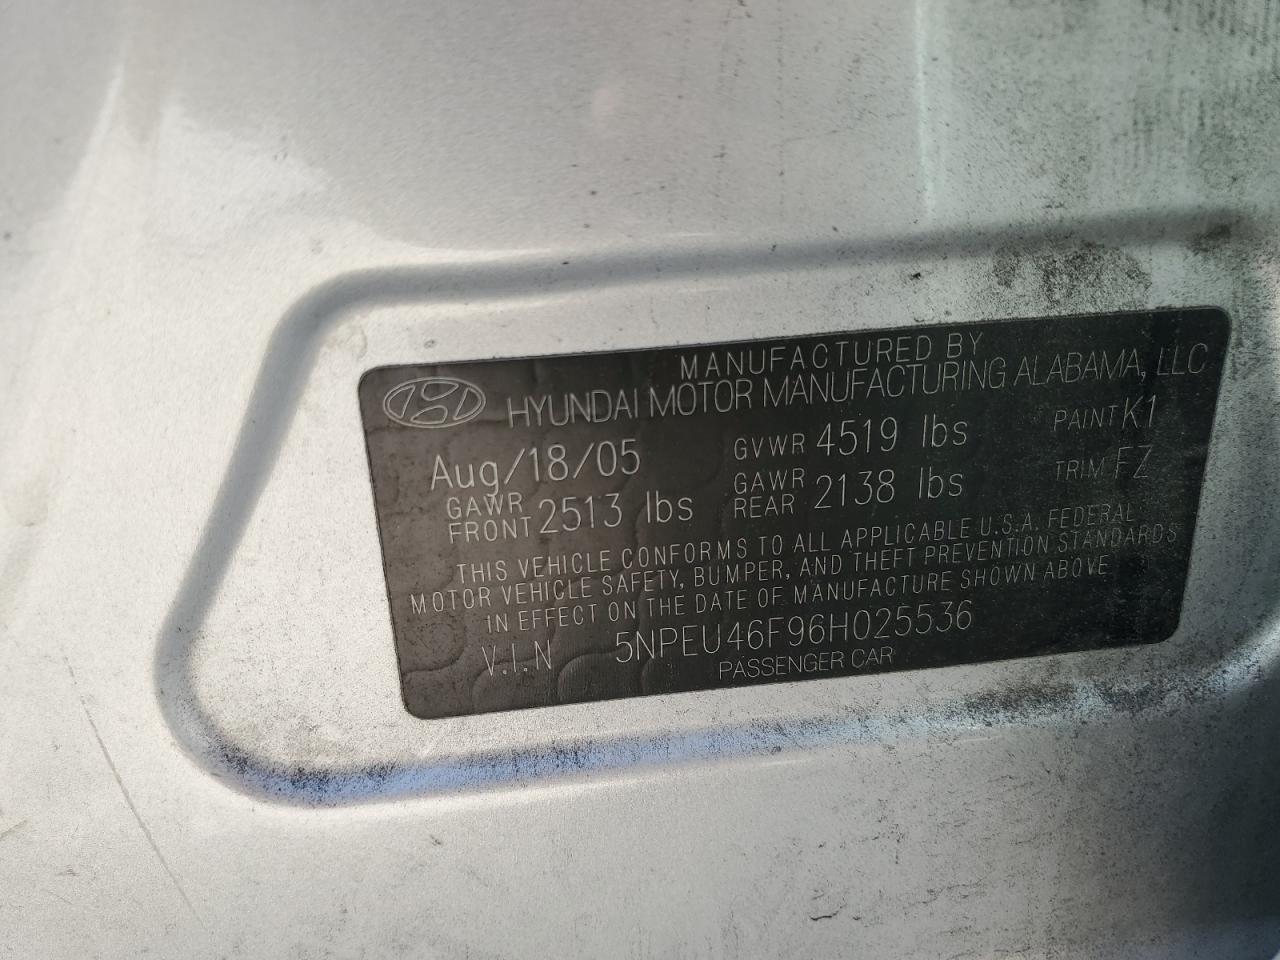 MANUFACTURED BY
HYUNDAI MOTOR MANUFACTURING ALABAMA, LLC
Aug/18/05 GVWR 4519 lbs PAINT K1
GAWR FRONT 2513 lbs GAWR REAR 2138 lbs TRIM FZ
THIS VEHICLE CONFORMS TO ALL APPLICABLE U.S.A. FEDERAL
MOTOR VEHICLE SAFETY, BUMPER, AND THEFT PREVENTION STANDARDS
IN EFFECT ON THE DATE OF MANUFACTURE SHOWN ABOVE
V.I.N 5NPEU46F96H025536
PASSENGER CAR